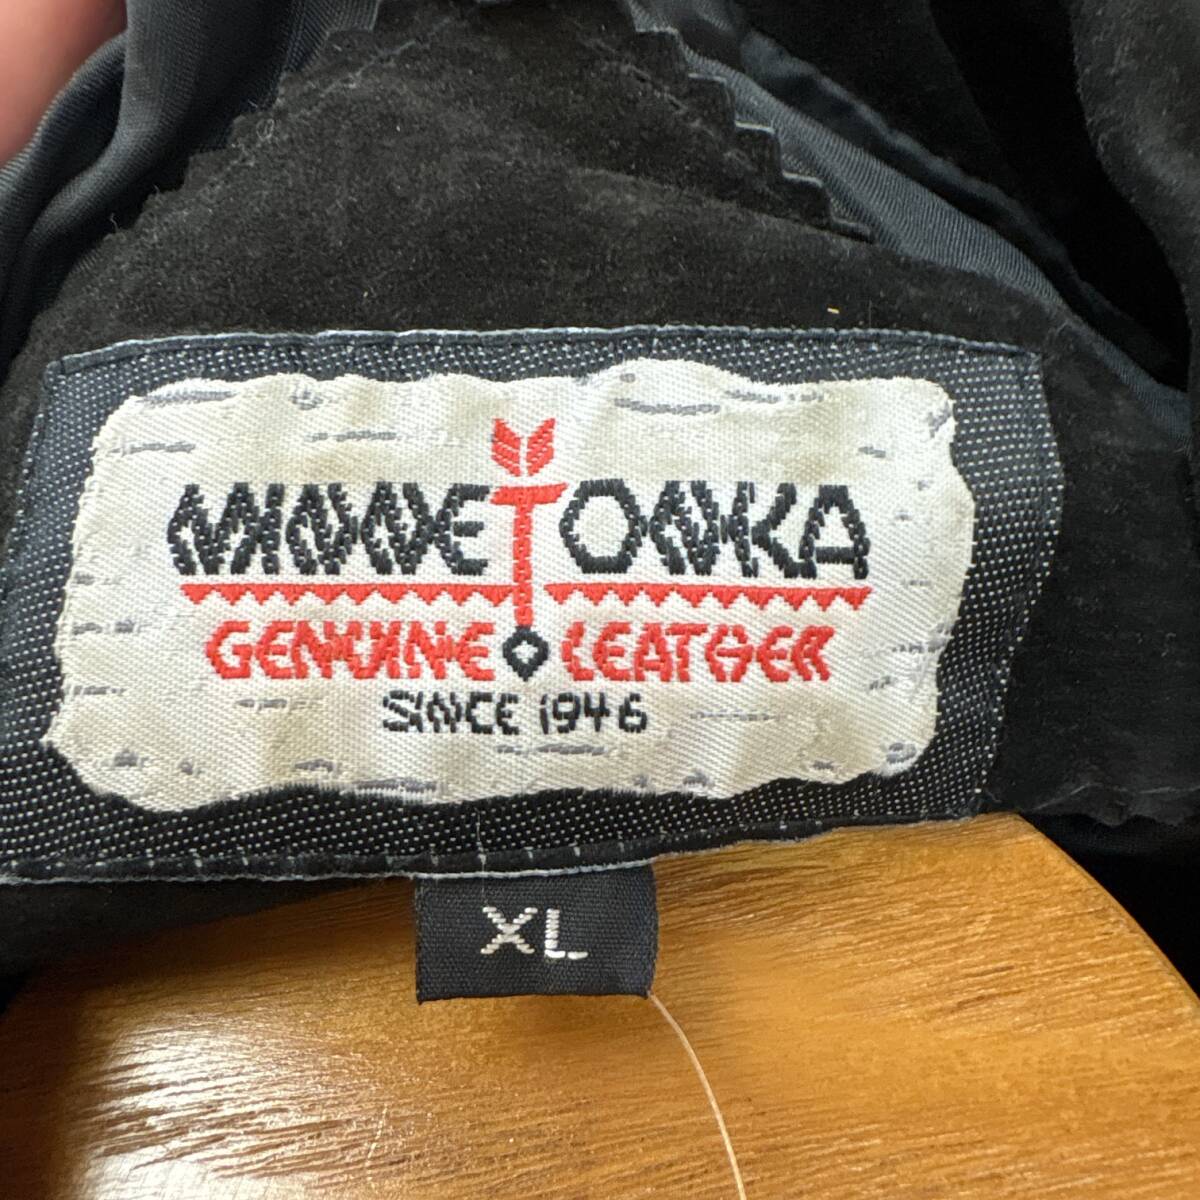 MINNETONKA
GENUINE LEATHER
SINCE 1946
XL